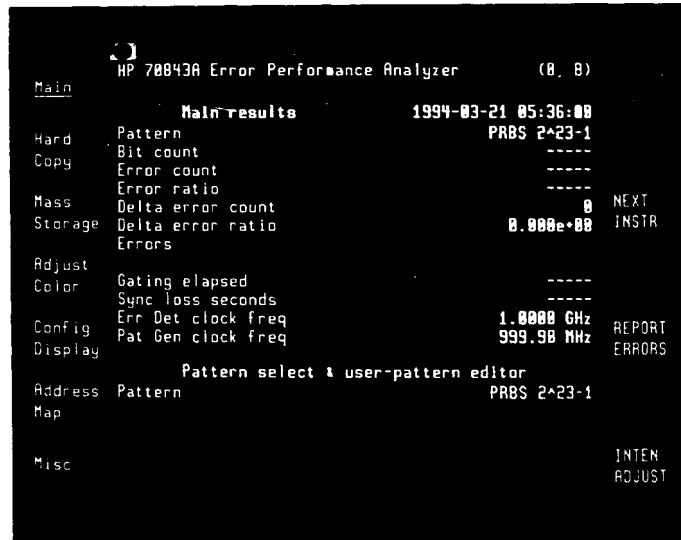 HP 70843A Error Performance Analyzer (0, 8)
Main
Main results 1994-03-21 05:36:00
Hard Copy
Pattern PRBS 2^23-1
Bit count -----
Error count -----
Error ratio -----
Mass Storage
Delta error count 0
Delta error ratio 0.000e+00
Errors
NEXT INSTR
Adjust Color
Gating elapsed -----
Sync loss seconds -----
Config Display
Err Det clock freq 1.0000 GHz
Pat Gen clock freq 999.98 MHz
REPORT ERRORS
Pattern select & user-pattern editor
Address Map
Pattern PRBS 2^23-1
Misc
INTEN ADJUST